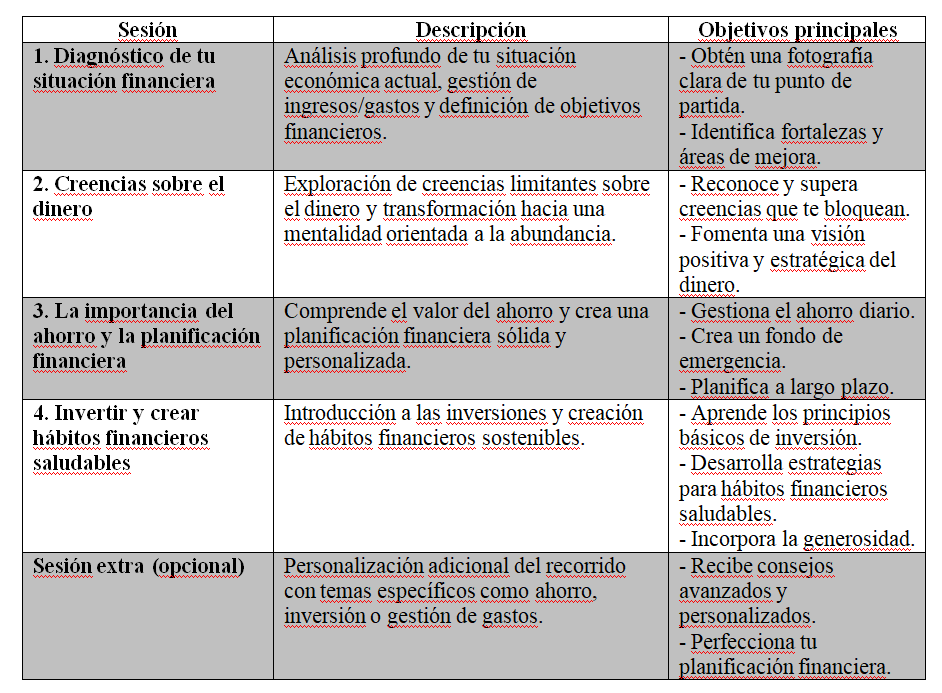 Sesión
Descripción
Objetivos principales
1. Diagnóstico de tu
situación financiera
Análisis profundo de tu situación
económica actual, gestión de
ingresos/gastos y definición de objetivos
financieros.
- Obtén una fotografía
clara de tu punto de
partida.
- Identifica fortalezas y
áreas de mejora.
2. Creencias sobre el
dinero
Exploración de creencias limitantes sobre
el dinero y transformación hacia una
mentalidad orientada a la abundancia.
- Reconoce y supera
creencias que te bloquean.
- Fomenta una visión
positiva y estratégica del
dinero.
3. La importancia del
ahorro y la planificación
financiera
Comprende el valor del ahorro y crea una
planificación financiera sólida y
personalizada.
- Gestiona el ahorro diario.
- Crea un fondo de
emergencia.
- Planifica a largo plazo.
4. Invertir y crear
hábitos financieros
saludables
Introducción a las inversiones y creación
de hábitos financieros sostenibles.
- Aprende los principios
básicos de inversión.
- Desarrolla estrategias
para hábitos financieros
saludables.
- Incorpora la generosidad.
Sesión extra (opcional)
Personalización adicional del recorrido
con temas específicos como ahorro,
inversión o gestión de gastos.
- Recibe consejos
avanzados y
personalizados.
- Perfecciona tu
planificación financiera.